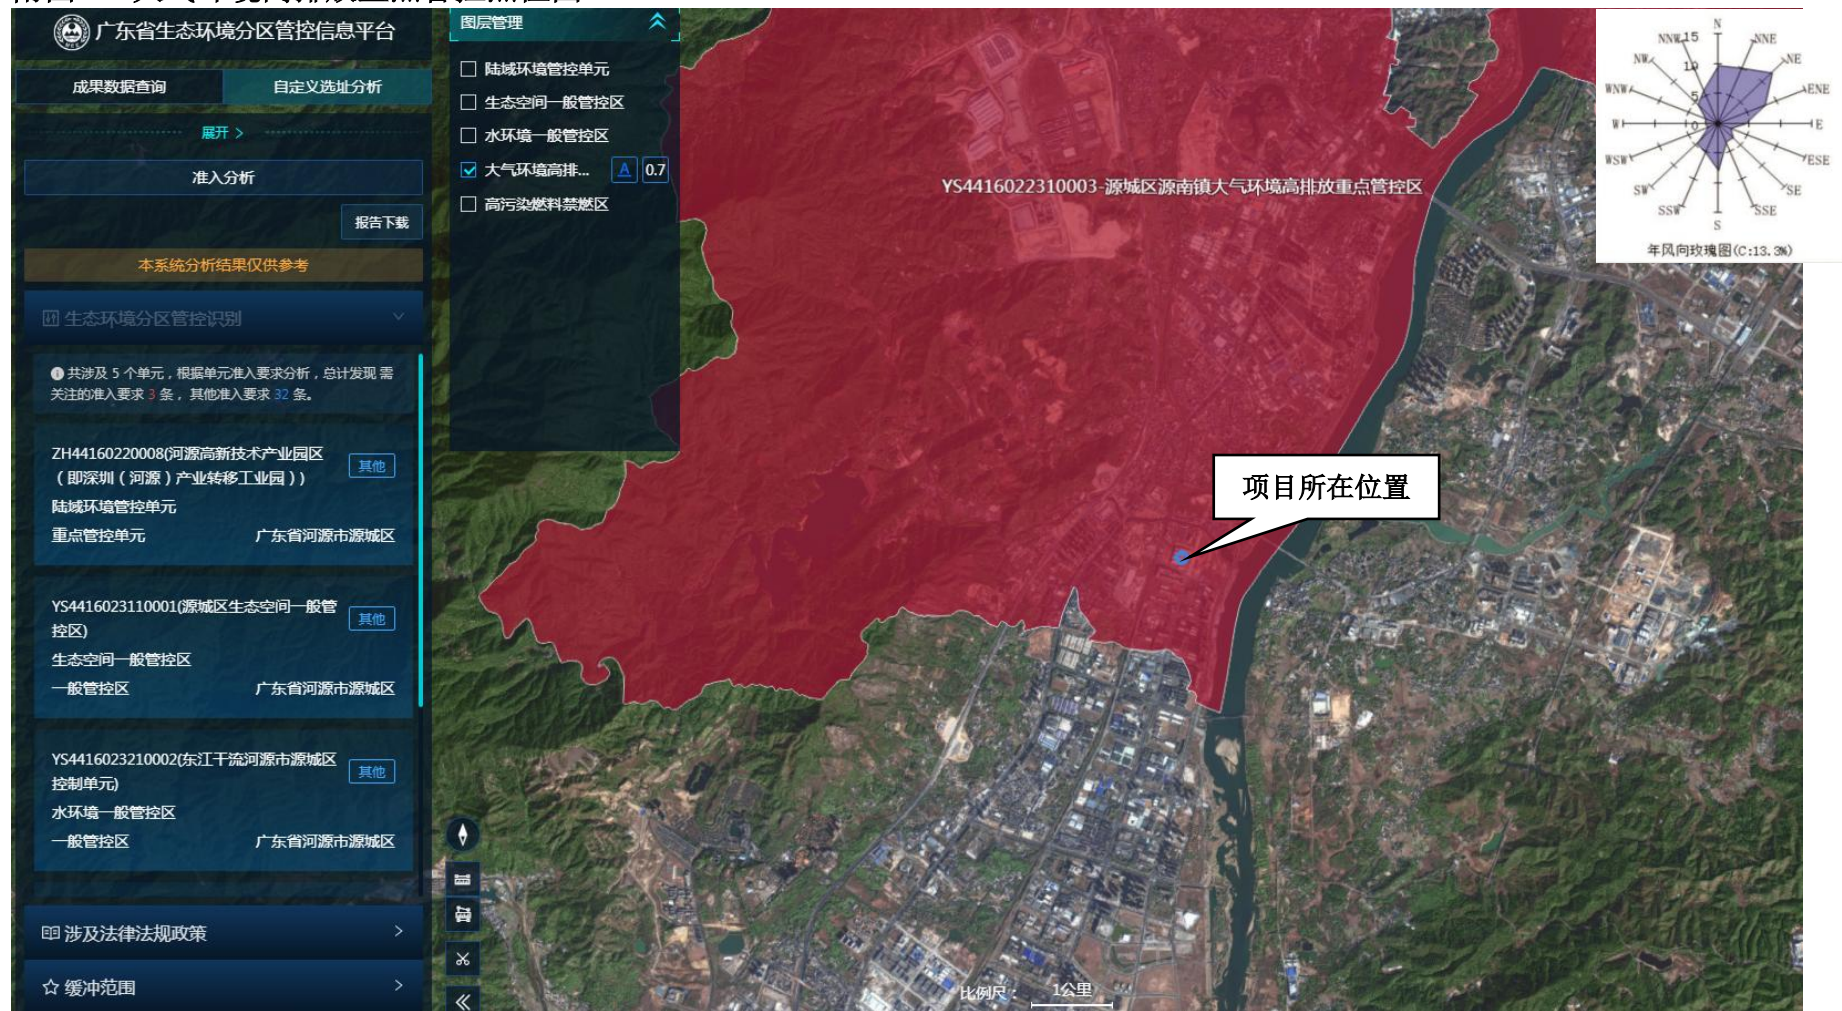 广东省生态环境分区管控信息平台
成果数据查询
自定义选址分析
展开 >
准入分析
报告下载
本系统分析结果仅供参考
生态环境分区管控识别
共涉及 5 个单元，根据单元准入要求分析，总计发现 需
关注的准入要求 3 条，其他准入要求 32 条。
ZH44160220008(河源高新技术产业园区
（即深圳（河源）产业转移工业园）)
其他
陆域环境管控单元
重点管控单元
广东省河源市源城区
YS4416023110001(源城区生态空间一般管
控区)
其他
生态空间一般管控区
一般管控区
广东省河源市源城区
YS4416023210002(东江干流河源市源城区
控制单元)
其他
水环境一般管控区
一般管控区
广东省河源市源城区
涉及法律法规政策
缓冲范围
图层管理
陆域环境管控单元
生态空间一般管控区
水环境一般管控区
大气环境高排...
A
0.7
高污染燃料禁燃区
YS4416022310003-源城区源南镇大气环境高排放重点管控区
项目所在位置
比例尺：
1公里
N
NNW
15
NNE
NW
10
NE
WNW
5
ENE
W
0
E
WSW
ESE
SW
SE
SSW
SSE
S
年风向玫瑰图(C:13.3%)